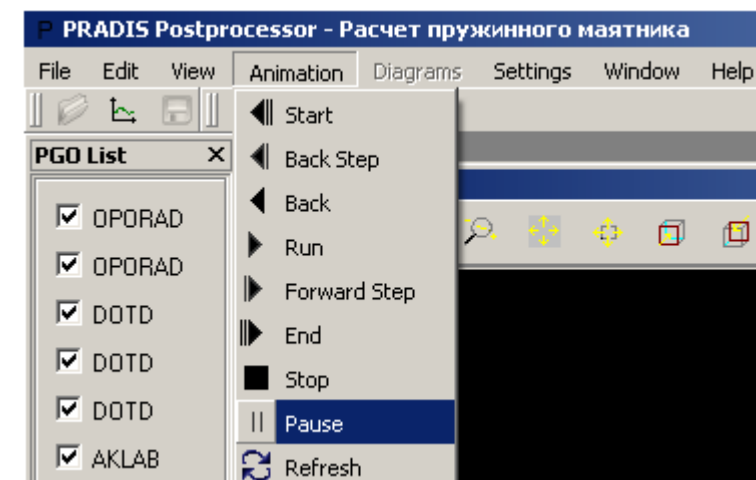 PRADIS Postprocessor - Расчет пружинного маятника
File Edit View Animation Diagrams Settings Window Help
PGO List
OPORAD
OPORAD
DOTD
DOTD
DOTD
AKLAB
Start
Back Step
Back
Run
Forward Step
End
Stop
Pause
Refresh